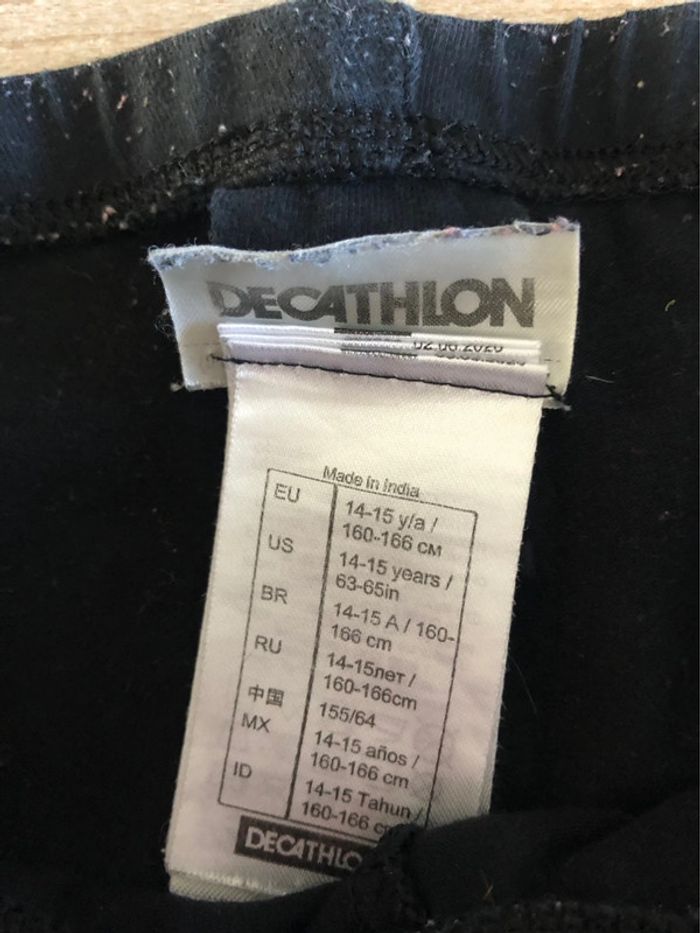 DECATHLON
Made in India
EU 14-15 y/a /
160-166 CM
US 14-15 years /
63-65in
BR 14-15 A / 160-
166 cm
RU 14-15лет /
160-166cm
中国 155/64
MX 14-15 años /
160-166 cm
ID 14-15 Tahun /
160-166